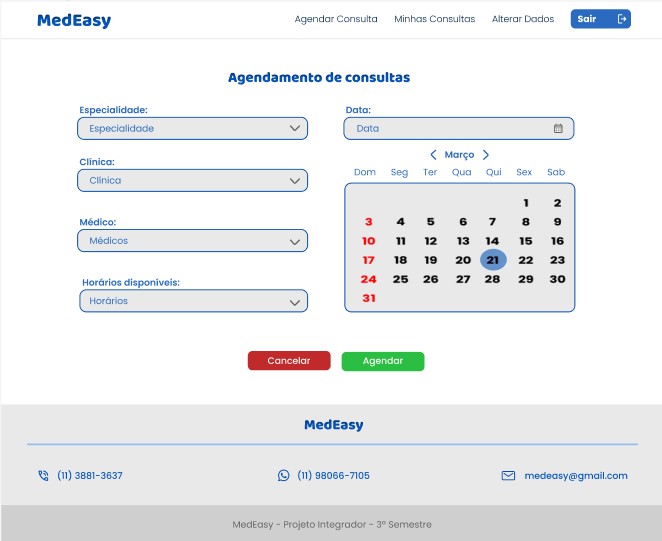 MedEasy
Agendar Consulta Minhas Consultas Alterar Dados Sair
Agendamento de consultas
Especialidade:
Especialidade
Clínica:
Clínica
Médico:
Médicos
Horários disponíveis:
Horários
Data:
Data
Março
Dom Seg Ter Qua Qui Sex Sab
1 2
3 4 5 6 7 8 9
10 11 12 13 14 15 16
17 18 19 20 21 22 23
24 25 26 27 28 29 30
31
Cancelar Agendar
MedEasy
(11) 3881-3637 (11) 98066-7105 medeasy@gmail.com
MedEasy - Projeto Integrador - 3º Semestre